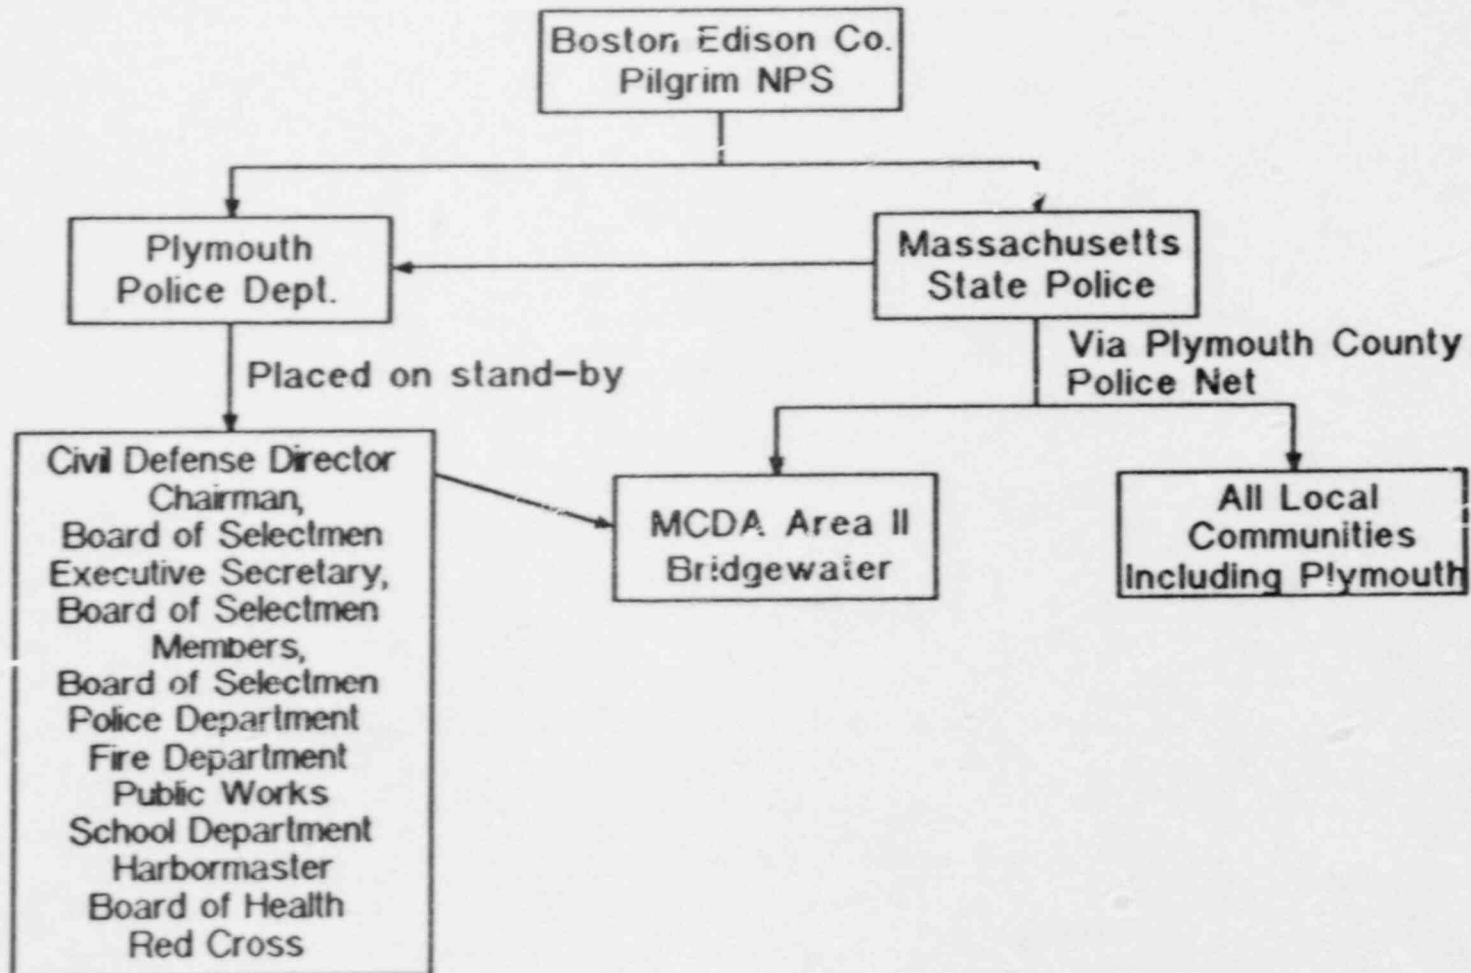 Boston Edison Co.
Pilgrim NPS
Plymouth
Police Dept.
Massachusetts
State Police
Placed on stand-by
Via Plymouth County
Police Net
Civil Defense Director
Chairman,
Board of Selectmen
Executive Secretary,
Board of Selectmen
Members,
Board of Selectmen
Police Department
Fire Department
Public Works
School Department
Harbormaster
Board of Health
Red Cross
MCDA Area II
Bridgewater
All Local
Communities
Including Plymouth